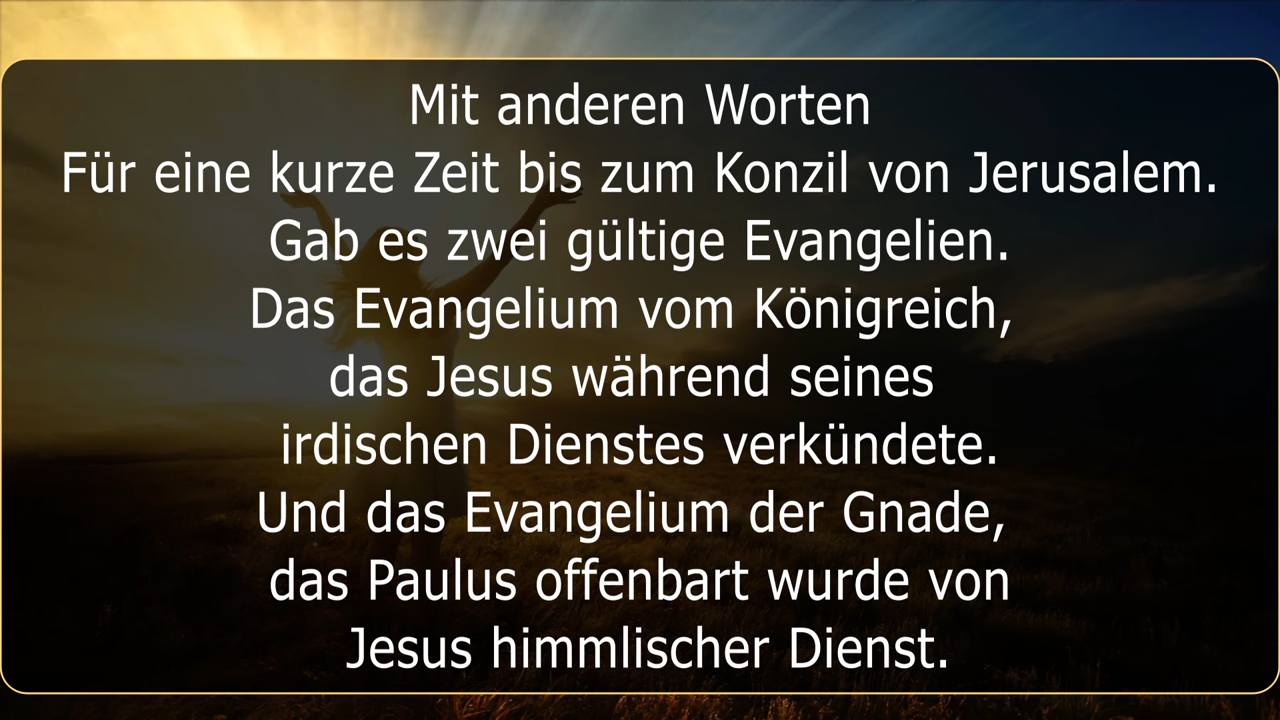 Mit anderen Worten
Für eine kurze Zeit bis zum Konzil von Jerusalem.
Gab es zwei gültige Evangelien.
Das Evangelium vom Königreich,
das Jesus während seines
irdischen Dienstes verkündete.
Und das Evangelium der Gnade,
das Paulus offenbart wurde von
Jesus himmlischer Dienst.